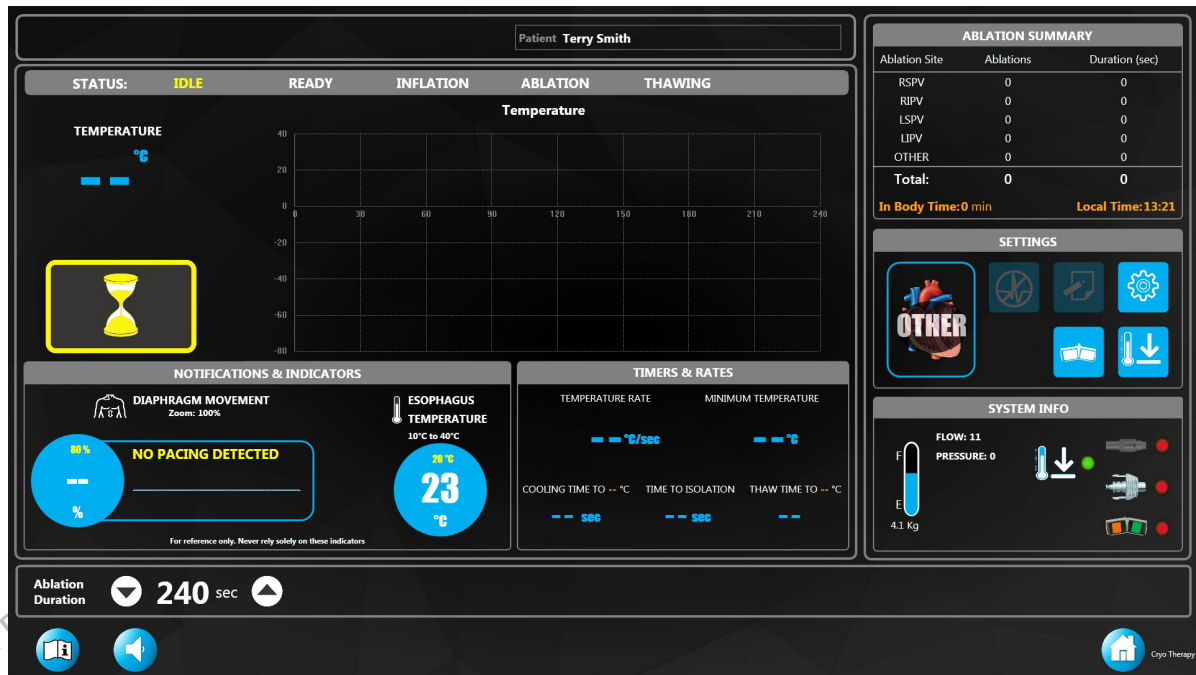 Patient Terry Smith
STATUS: IDLE READY INFLATION ABLATION THAWING
TEMPERATURE
°C
-- --
Temperature
40
20
0
0 30 60 90 120 150 180 210 240
-20
-40
-60
-80
NOTIFICATIONS & INDICATORS
DIAPHRAGM MOVEMENT
Zoom: 100%
80 %
--
%
NO PACING DETECTED
ESOPHAGUS
TEMPERATURE
10°C to 40°C
20 °C
23
°C
For reference only. Never rely solely on these indicators
TIMERS & RATES
TEMPERATURE RATE MINIMUM TEMPERATURE
-- °C/sec -- °C
COOLING TIME TO -- °C TIME TO ISOLATION THAW TIME TO -- °C
-- sec -- sec --
ABLATION SUMMARY
Ablation Site Ablations Duration (sec)
RSPV 0 0
RIPV 0 0
LSPV 0 0
LIPV 0 0
OTHER 0 0
Total: 0 0
In Body Time: 0 min Local Time: 13:21
SETTINGS
OTHER
SYSTEM INFO
FLOW: 11
PRESSURE: 0
F
E
4.1 Kg
Ablation
Duration
240 sec
Cryo Therapy